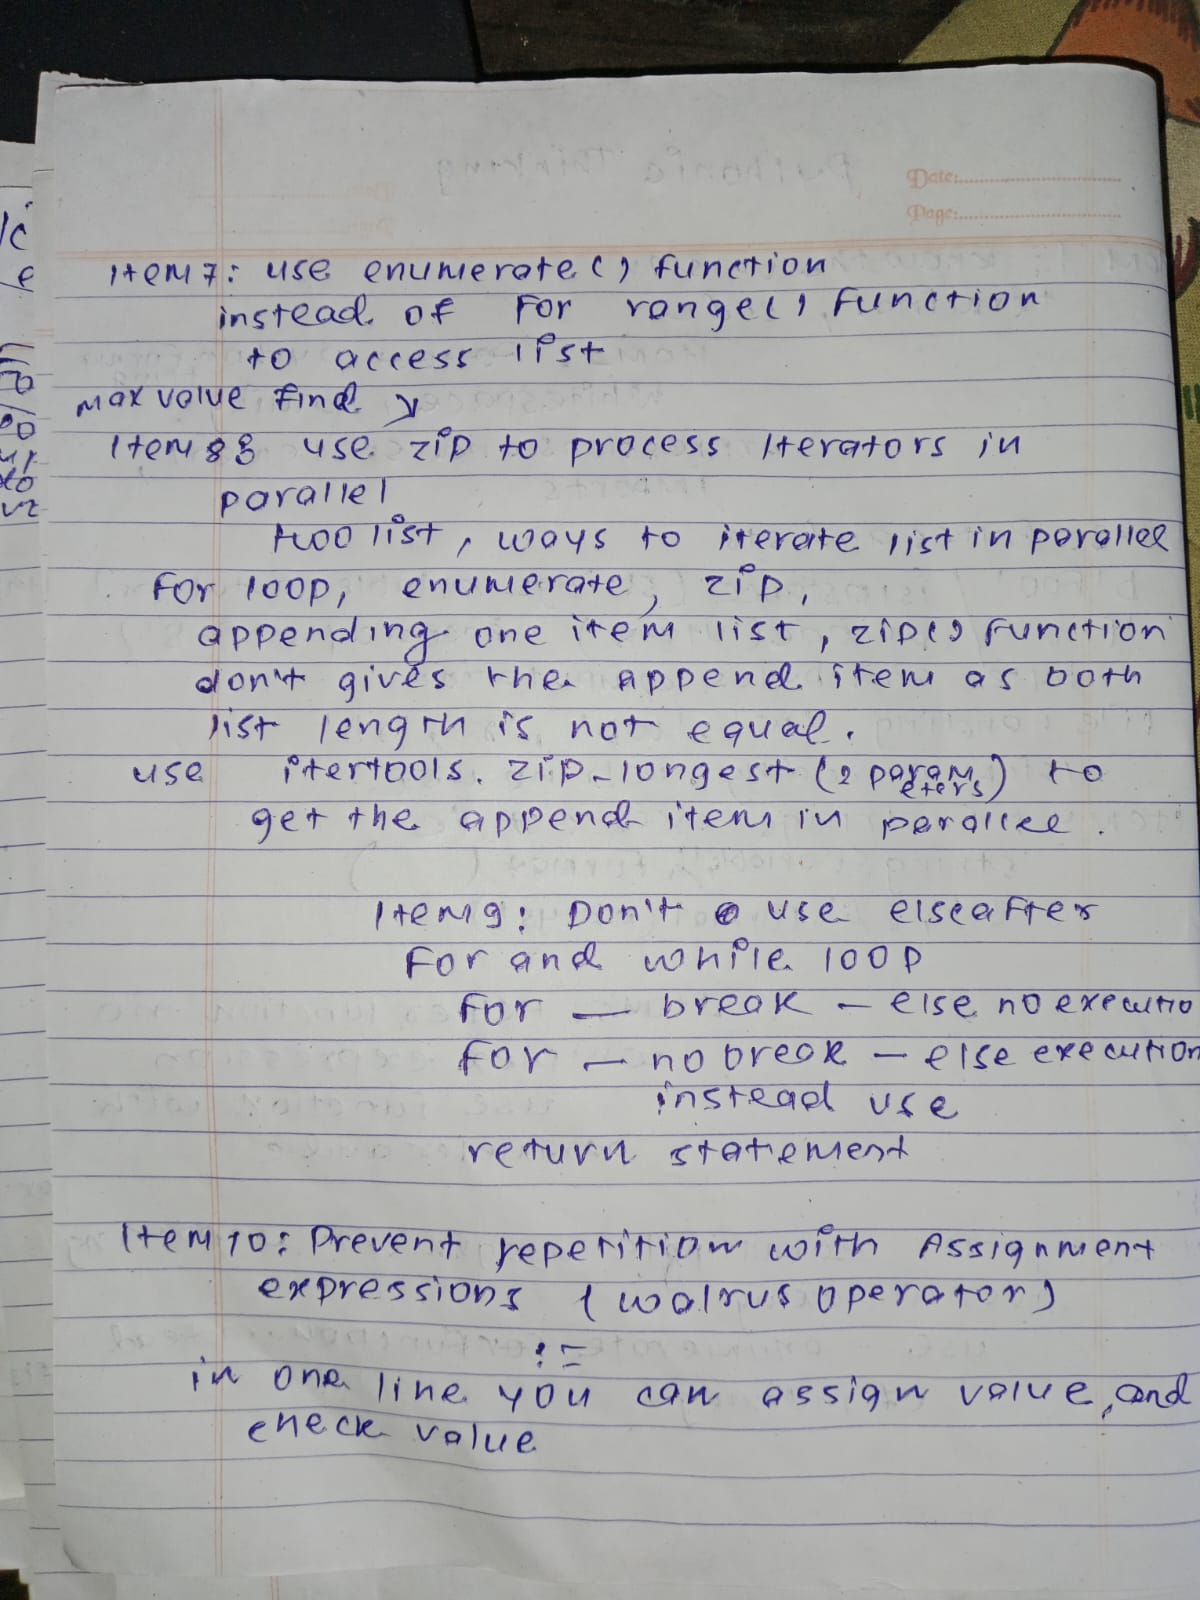 Date:
Page:
Item 7: use enumerate() function
instead of For range() function
to access list
max value find ↘
Item 8: use zip to process Iterators in
parallel
two list, ways to iterate list in parallel
for loop, enumerate, zip,
appending one item list, zip() function
don't gives the append item as both
list length is not equal.
use itertools. zip_longest (2 parameters) to
get the append item in parallel.
Item 9: Don't use else after
For and while loop
for — break — else no executio
for — no break — else execution
instead use
return statement
Item 10: Prevent repetition with Assignment
expressions (walrus operator)
:=
in one line you can assign value, and
check value